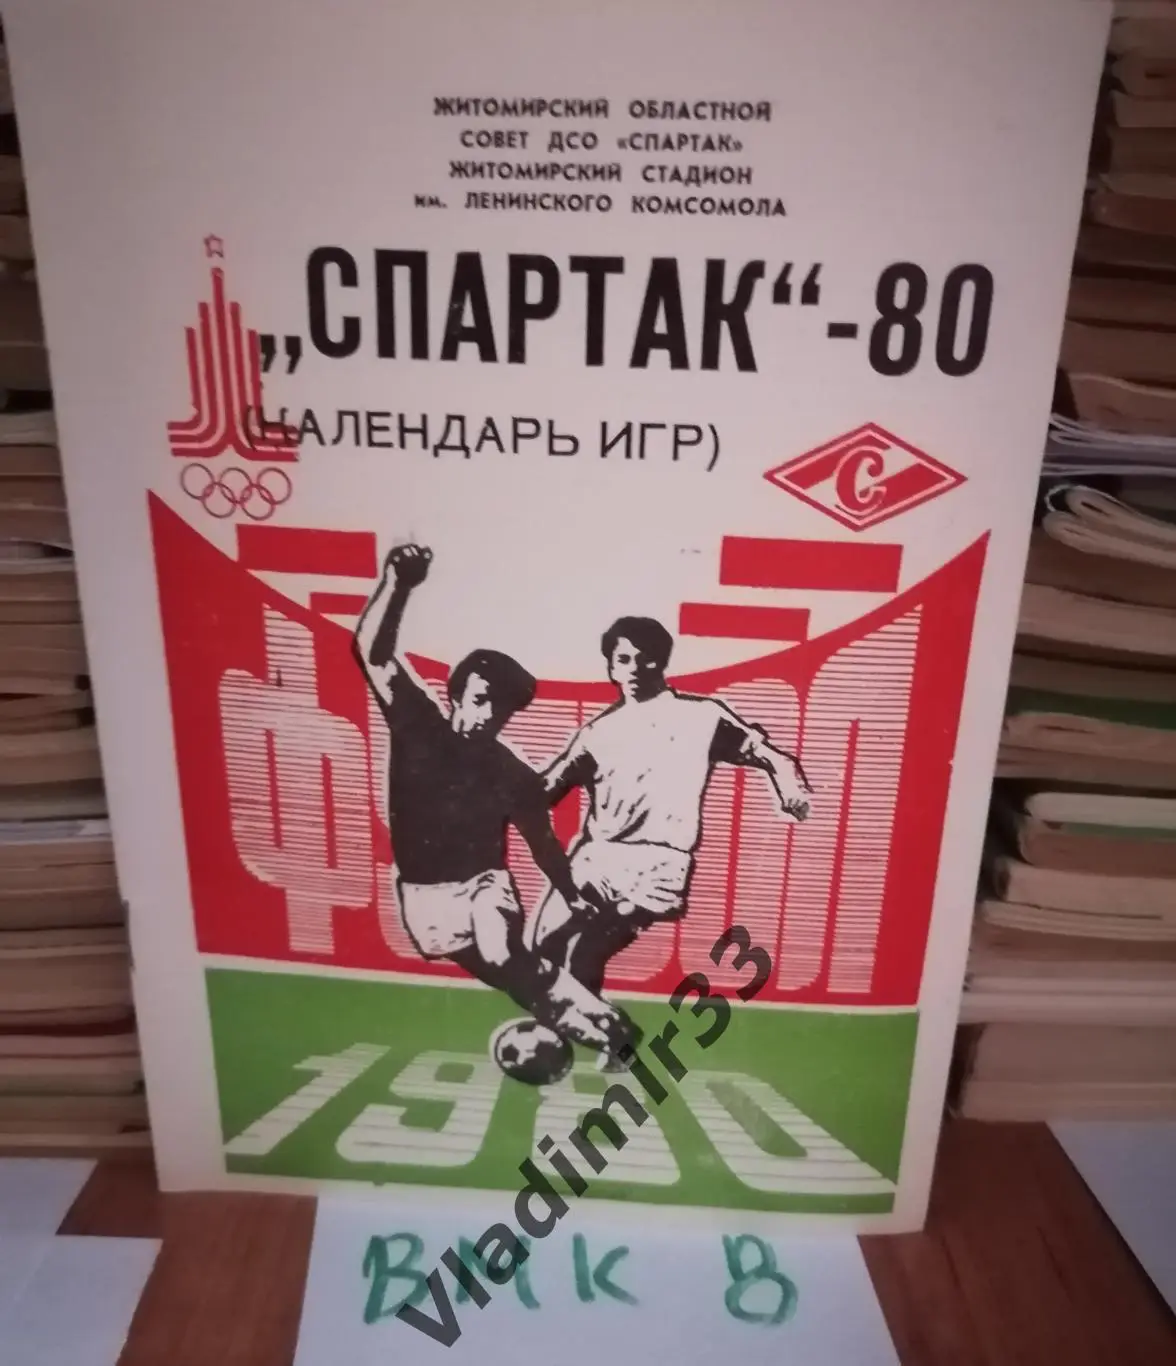 ЖИТОМИРСКИЙ ОБЛАСТНОЙ
СОВЕТ ДСО «СПАРТАК»
ЖИТОМИРСКИЙ СТАДИОН
им. ЛЕНИНСКОГО КОМСОМОЛА
„СПАРТАК“-80
(КАЛЕНДАРЬ ИГР)
С
ФУТБОЛ
1980
Vladimir33
ВМК 8